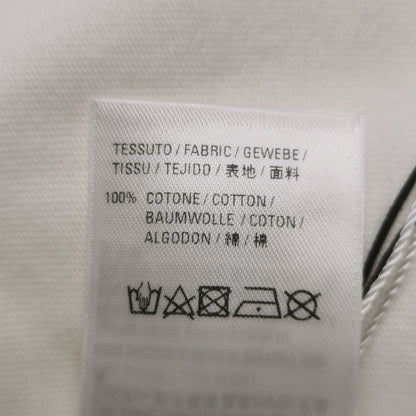 TESSUTO / FABRIC / GEWEBE /
TISSU / TEJIDO / 表地 / 面料
100% COTONE / COTTON /
BAUMWOLLE / COTON /
ALGODON / 綿 / 棉